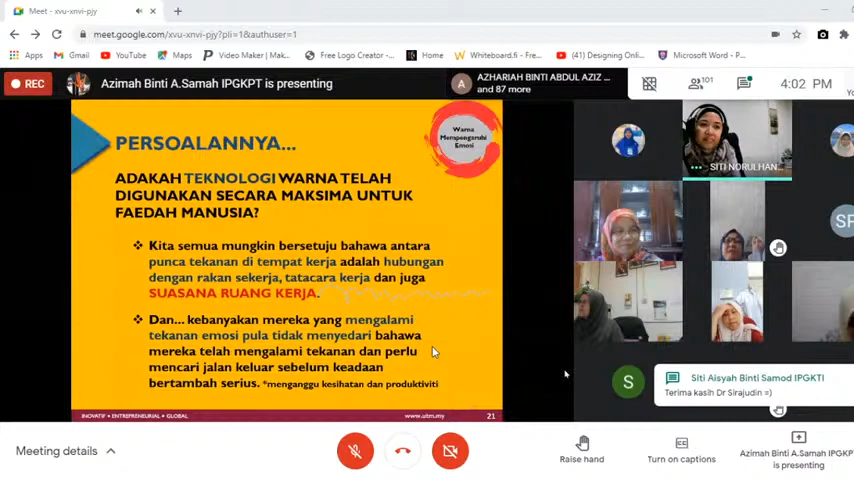 Meet - xvu-xnvi-pjy
meet.google.com/xvu-xnvi-pjy?pli=1&authuser=1
Apps
Gmail
YouTube
Maps
Video Maker | Mak...
Free Logo Creator -...
Home
Whiteboard.fi - Fre...
(41) Designing Onli...
Microsoft Word - P...
REC
Azimah Binti A.Samah IPGKPT is presenting
A
AZHARIAH BINTI ABDUL AZIZ ...
and 87 more
101
4:02 PM
PERSOALANNYA...
Warna
Mempengaruhi
Emosi
ADAKAH TEKNOLOGI WARNA TELAH
DIGUNAKAN SECARA MAKSIMA UNTUK
FAEDAH MANUSIA?
❖ Kita semua mungkin bersetuju bahawa antara
punca tekanan di tempat kerja adalah hubungan
dengan rakan sekerja, tatacara kerja dan juga
SUASANA RUANG KERJA.
❖ Dan... kebanyakan mereka yang mengalami
tekanan emosi pula tidak menyedari bahawa
mereka telah mengalami tekanan dan perlu
mencari jalan keluar sebelum keadaan
bertambah serius. *menganggu kesihatan dan produktiviti
INOVATIF • ENTREPRENEURIAL • GLOBAL
www.utm.my
21
SITI NORULHAN...
S
Siti Aisyah Binti Samod IPGKTI
Terima kasih Dr Sirajudin =)
Meeting details
Raise hand
Turn on captions
Azimah Binti A.Samah IPGKP
is presenting